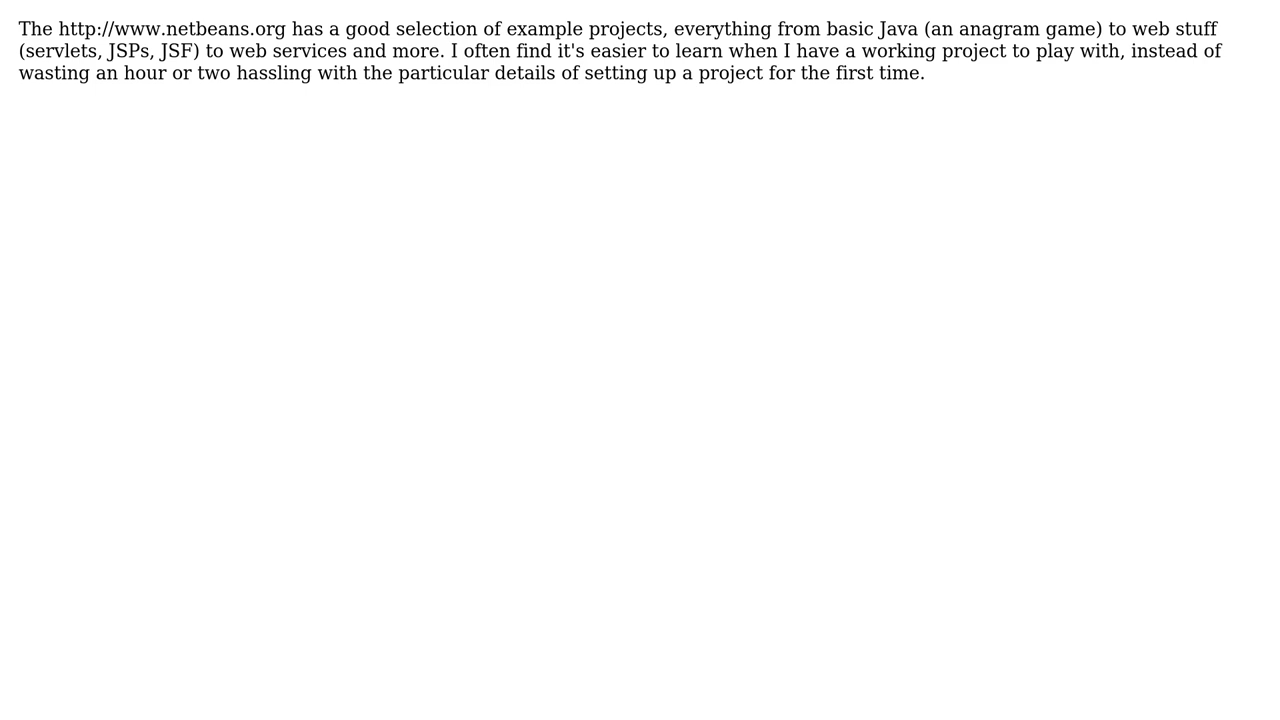 The http://www.netbeans.org has a good selection of example projects, everything from basic Java (an anagram game) to web stuff
(servlets, JSPs, JSF) to web services and more. I often find it's easier to learn when I have a working project to play with, instead of
wasting an hour or two hassling with the particular details of setting up a project for the first time.